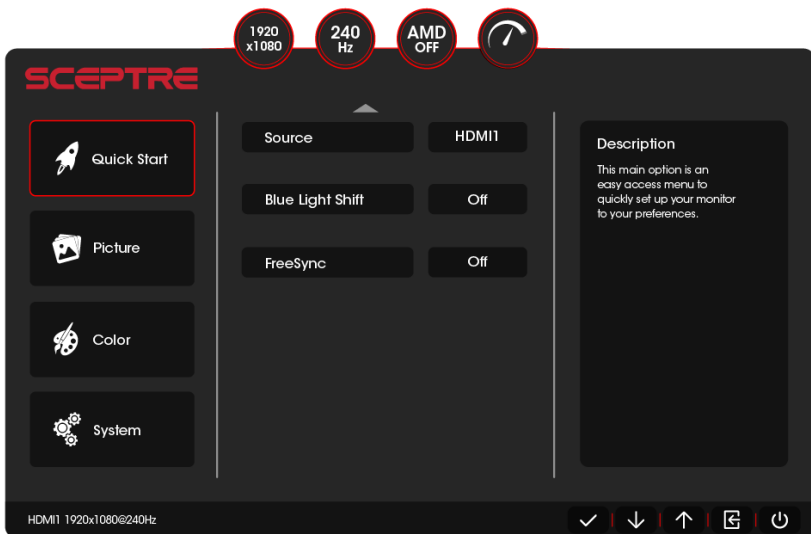 1920
x1080
240
Hz
AMD
OFF
SCEPTRE
Quick Start
Picture
Color
System
Source
HDMI1
Blue Light Shift
Off
FreeSync
Off
Description
This main option is an
easy access menu to
quickly set up your monitor
to your preferences.
HDMI1 1920x1080@240Hz